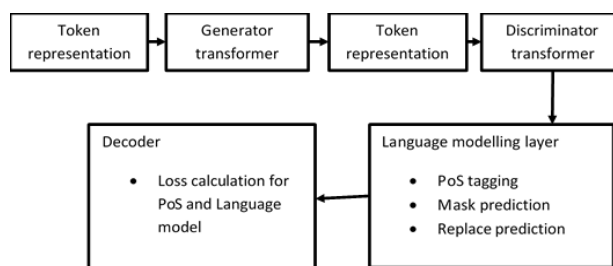 Token
representation
Generator
transformer
Token
representation
Discriminator
transformer
Decoder
• Loss calculation for
PoS and Language
model
Language modelling layer
• PoS tagging
• Mask prediction
• Replace prediction